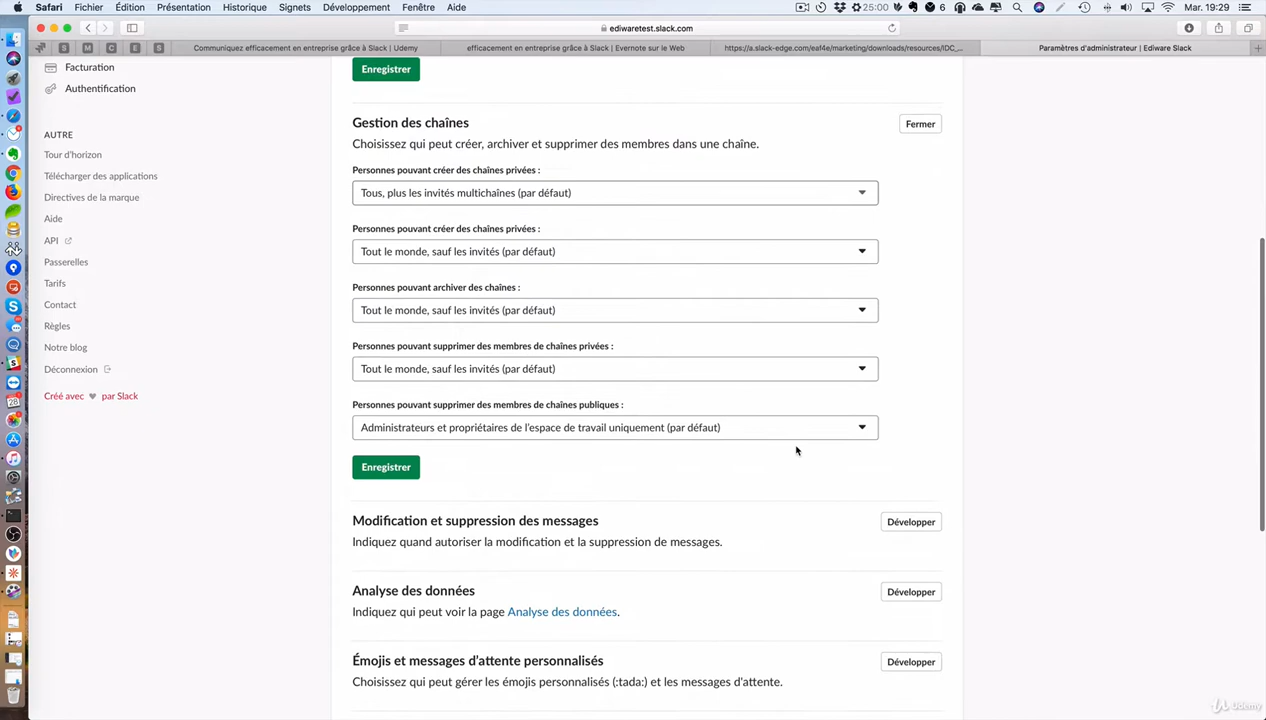 Safari Fichier Édition Présentation Historique Signets Développement Fenêtre Aide
25:00 6 Mar. 19:29
ediwaretest.slack.com
S M C E S Communiquez efficacement en entreprise grâce à Slack | Udemy efficacement en entreprise grâce à Slack | Evernote sur le Web https://a.slack-edge.com/eaf4e/marketing/downloads/resources/IDC_... Paramètres d'administrateur | Ediware Slack
Facturation
Authentification
AUTRE
Tour d'horizon
Télécharger des applications
Directives de la marque
Aide
API
Passerelles
Tarifs
Contact
Règles
Notre blog
Déconnexion
Créé avec ♥ par Slack
Enregistrer
Gestion des chaînes
Fermer
Choisissez qui peut créer, archiver et supprimer des membres dans une chaîne.
Personnes pouvant créer des chaînes privées :
Tous, plus les invités multichaînes (par défaut)
Personnes pouvant créer des chaînes privées :
Tout le monde, sauf les invités (par défaut)
Personnes pouvant archiver des chaînes :
Tout le monde, sauf les invités (par défaut)
Personnes pouvant supprimer des membres de chaînes privées :
Tout le monde, sauf les invités (par défaut)
Personnes pouvant supprimer des membres de chaînes publiques :
Administrateurs et propriétaires de l'espace de travail uniquement (par défaut)
Enregistrer
Modification et suppression des messages
Développer
Indiquez quand autoriser la modification et la suppression de messages.
Analyse des données
Développer
Indiquez qui peut voir la page Analyse des données.
Émojis et messages d'attente personnalisés
Développer
Choisissez qui peut gérer les émojis personnalisés (:tada:) et les messages d'attente.
Udemy